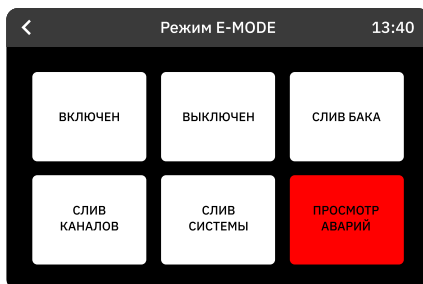 Режим E-MODE 13:40
ВКЛЮЧЕН ВЫКЛЮЧЕН СЛИВ БАКА
СЛИВ
КАНАЛОВ
СЛИВ
СИСТЕМЫ
ПРОСМОТР
АВАРИЙ